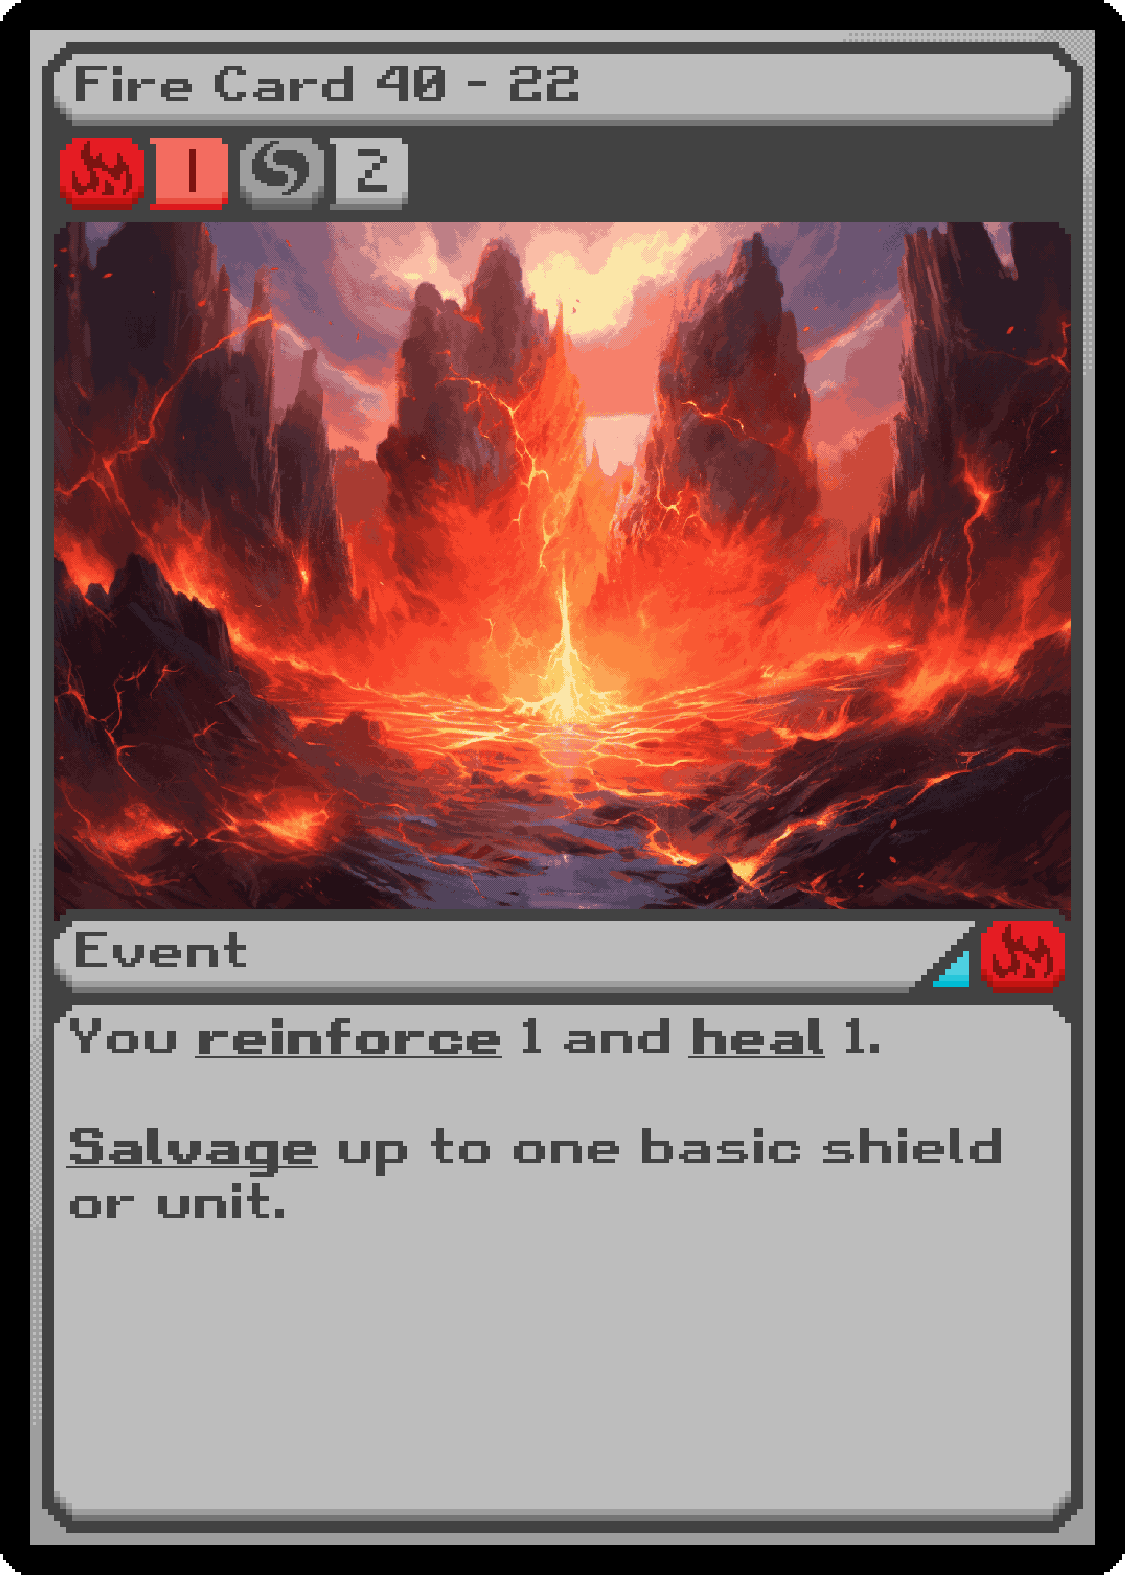 Fire Card 40 - 22
1 2
Event
You reinforce 1 and heal 1.
Salvage up to one basic shield
or unit.